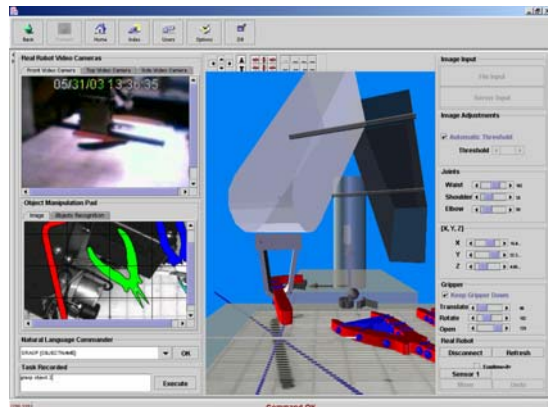 Back
Home
Index
Users
Options
Exit
Real Robot Video Cameras
Front Video Camera Top Video Camera Side Video Camera
05/31/03 13:36:35
Object Manipulation Pad
Image Objects Recognition
Natural Language Commander
OK
Task Recorded
grasp object
Execute
Image Input
File Input
Server Input
Image Adjustments
Automatic Threshold
Threshold
Joints
Waist
Shoulder
Elbow
[X, Y, Z]
X
Y
Z
Gripper
Keep Gripper Down
Translate
Rotate
Open
Real Robot
Disconnect Refresh
Sensor 1
Move Undo
Command OK